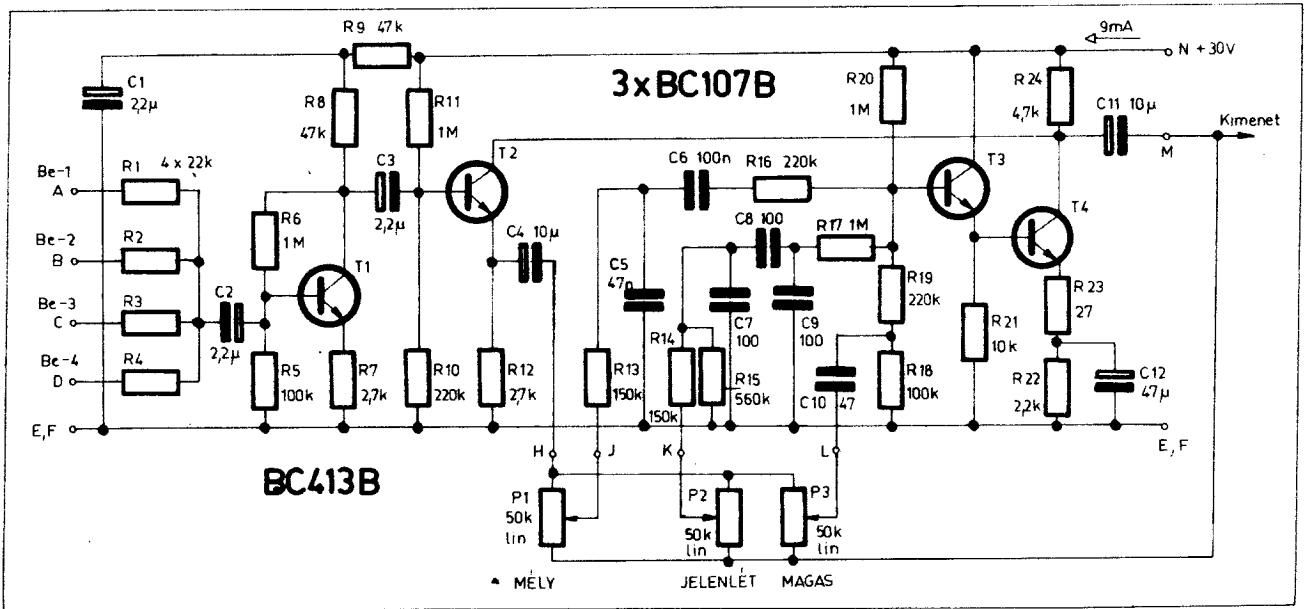 R9 47k
9mA
N +30V
C1
2,2µ
R8
47k
R11
1M
3xBC107B
R20
1M
R24
4,7k
C11 10µ
Kimenet
M
Be-1
A
R1
4 x 22k
C3
2,2µ
T2
C6 100n
R16 220k
T3
Be-2
B
R2
R6
1M
C4 10µ
C8 100
R17 1M
T4
Be-3
C
R3
C2
2,2µ
T1
C5
47n
R19
220k
R23
27
Be-4
D
R4
R5
100k
R7
2,7k
R10
220k
R12
2,7k
R13
150k
R14
150k
C7
100
C9
100
R15
560k
C10 47
R18
100k
R21
10k
R22
2,2k
C12
47µ
E,F
E,F
H
J
K
L
BC413B
P1
50k
lin
P2
50k
lin
P3
50k
lin
MÉLY
JELENLÉT
MAGAS